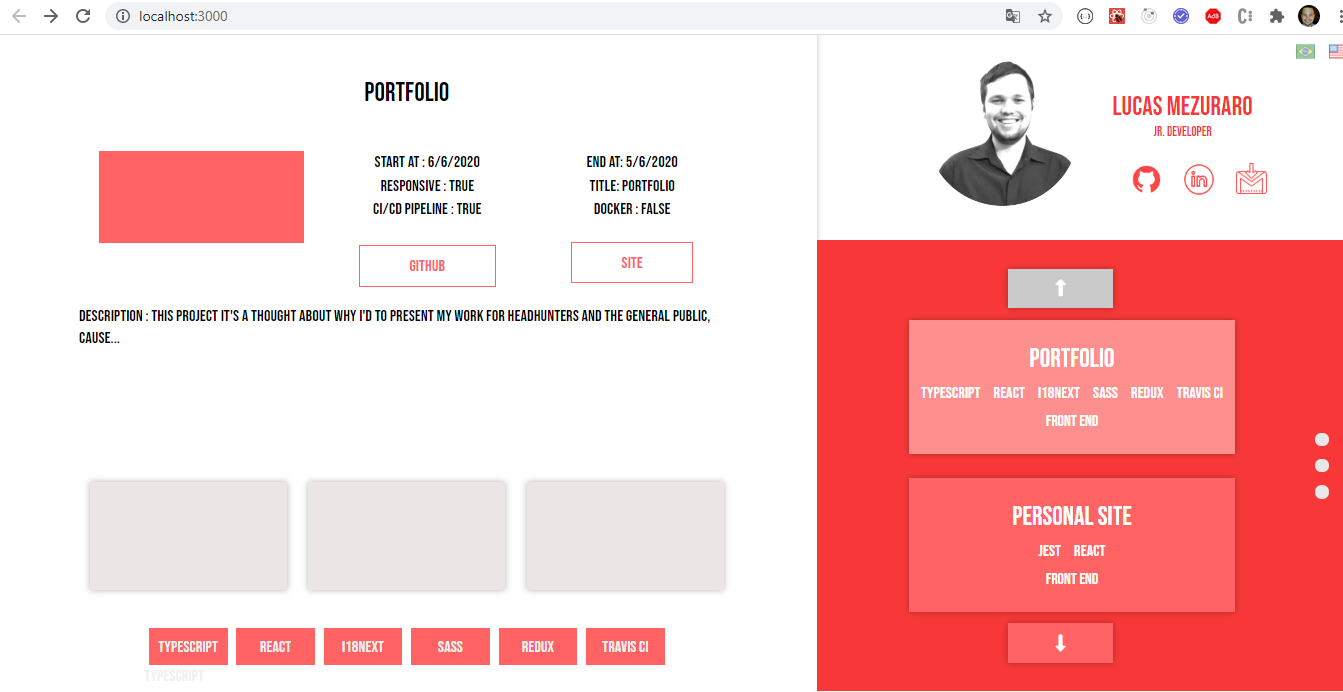 localhost:3000
PORTFOLIO
START AT : 6/6/2020
RESPONSIVE : TRUE
CI/CD PIPELINE : TRUE
END AT: 5/6/2020
TITLE: PORTFOLIO
DOCKER : FALSE
GITHUB
SITE
DESCRIPTION : THIS PROJECT IT'S A THOUGHT ABOUT WHY I'D TO PRESENT MY WORK FOR HEADHUNTERS AND THE GENERAL PUBLIC,
CAUSE...
TYPESCRIPT REACT I18NEXT SASS REDUX TRAVIS CI
TYPESCRIPT
LUCAS MEZURARO
JR. DEVELOPER
in
PORTFOLIO
TYPESCRIPT REACT I18NEXT SASS REDUX TRAVIS CI
FRONT END
PERSONAL SITE
JEST REACT
FRONT END